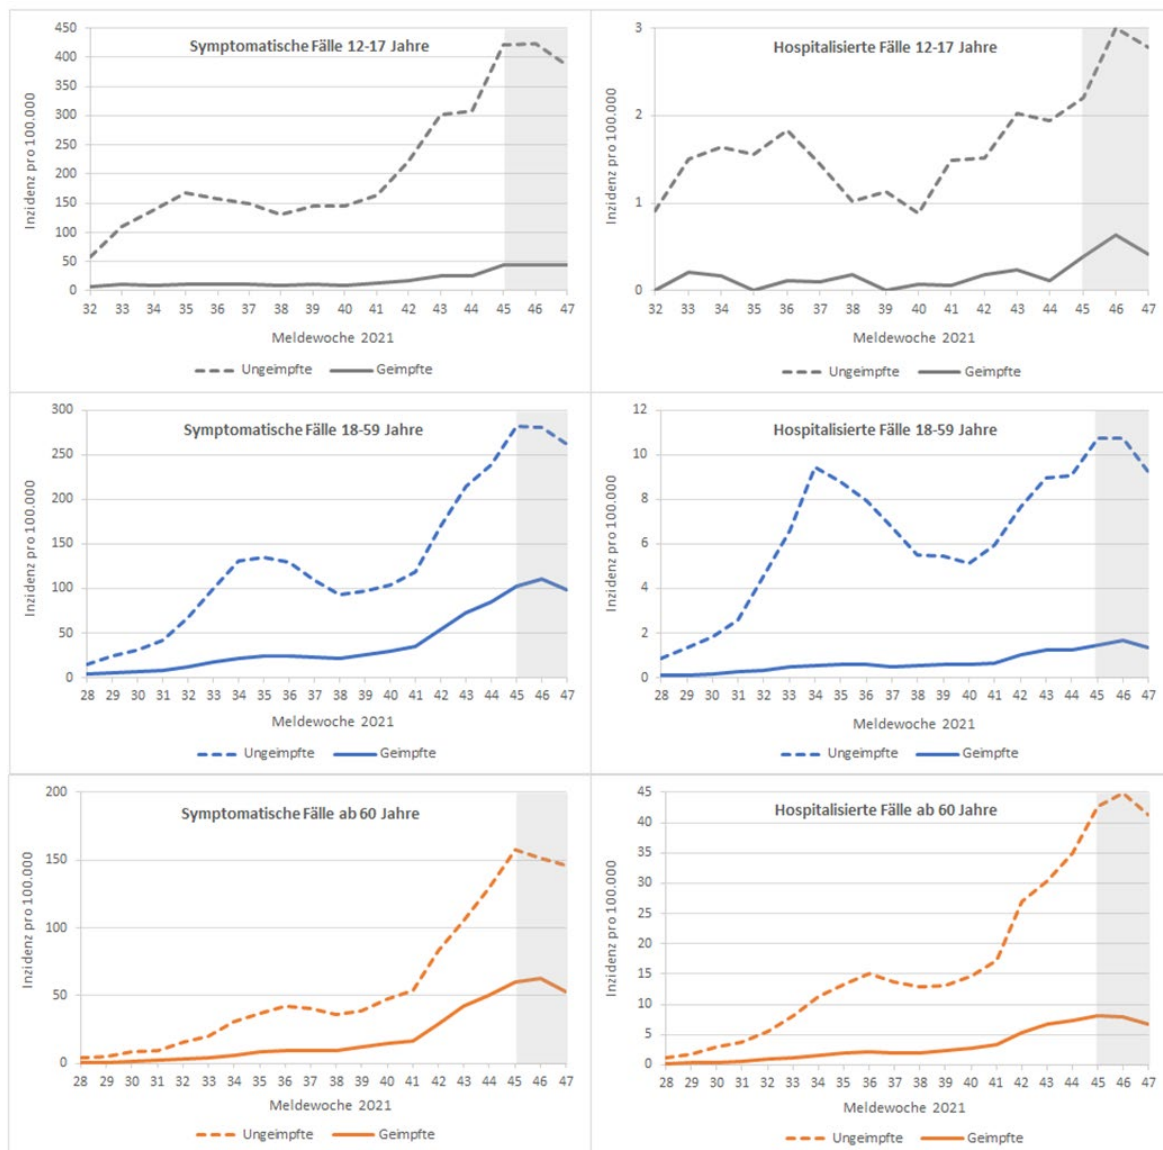 Symptomatische Fälle 12-17 Jahre
Inzidenz pro 100.000
450
400
350
300
250
200
150
100
50
0
32 33 34 35 36 37 38 39 40 41 42 43 44 45 46 47
Meldewoche 2021
Ungeimpfte Geimpfte
Hospitalisierte Fälle 12-17 Jahre
Inzidenz pro 100.000
3
2
1
0
32 33 34 35 36 37 38 39 40 41 42 43 44 45 46 47
Meldewoche 2021
Ungeimpfte Geimpfte
Symptomatische Fälle 18-59 Jahre
Inzidenz pro 100.000
300
250
200
150
100
50
0
28 29 30 31 32 33 34 35 36 37 38 39 40 41 42 43 44 45 46 47
Meldewoche 2021
Ungeimpfte Geimpfte
Hospitalisierte Fälle 18-59 Jahre
Inzidenz pro 100.000
12
10
8
6
4
2
0
28 29 30 31 32 33 34 35 36 37 38 39 40 41 42 43 44 45 46 47
Meldewoche 2021
Ungeimpfte Geimpfte
Symptomatische Fälle ab 60 Jahre
Inzidenz pro 100.000
200
150
100
50
0
28 29 30 31 32 33 34 35 36 37 38 39 40 41 42 43 44 45 46 47
Meldewoche 2021
Ungeimpfte Geimpfte
Hospitalisierte Fälle ab 60 Jahre
Inzidenz pro 100.000
45
40
35
30
25
20
15
10
5
0
28 29 30 31 32 33 34 35 36 37 38 39 40 41 42 43 44 45 46 47
Meldewoche 2021
Ungeimpfte Geimpfte